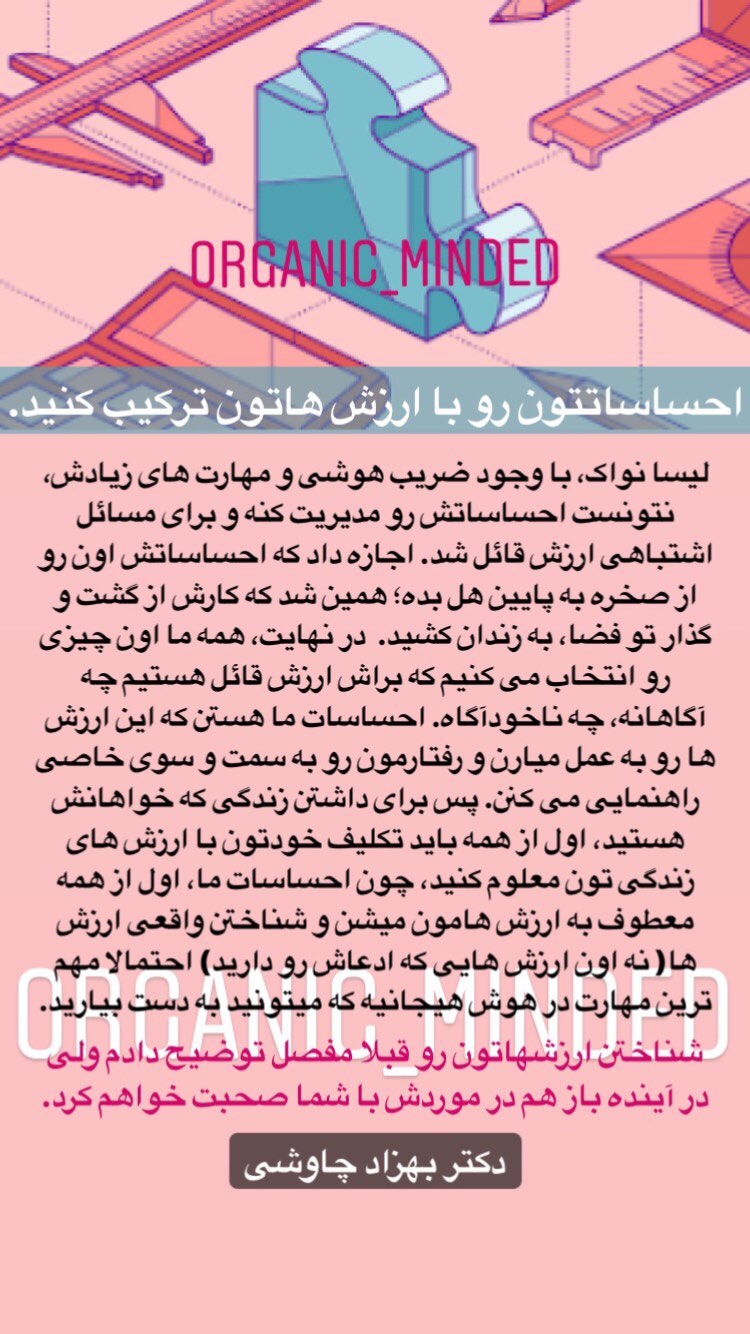 ORGANIC_MINDED
احساساتتون رو با ارزش هاتون ترکیب کنید.
لیسا نواک، با وجود ضریب هوشی و مهارت های زیادش،
نتونست احساساتش رو مدیریت کنه و برای مسائل
اشتباهی ارزش قائل شد. اجازه داد که احساساتش اون رو
از صخره به پایین هل بده؛ همین شد که کارش از گشت و
گذار تو فضا، به زندان کشید. در نهایت، همه ما اون چیزی
رو انتخاب می کنیم که براش ارزش قائل هستیم چه
آگاهانه، چه ناخودآگاه. احساسات ما هستن که این ارزش
ها رو به عمل میارن و رفتارمون رو به سمت و سوی خاصی
راهنمایی می کنن. پس برای داشتن زندگی که خواهانش
هستید، اول از همه باید تکلیف خودتون با ارزش های
زندگی تون معلوم کنید، چون احساسات ما، اول از همه
معطوف به ارزش هامون میشن و شناختن واقعی ارزش
ها(نه اون ارزش هایی که ادعاش رو دارید) احتمالا مهم
ترین مهارت در هوش هیجانیه که میتونید به دست بیارید.
ORGANIC_MINDED
شناختن ارزشهاتون رو قبلا مفصل توضیح دادم ولی
در آینده باز هم در موردش با شما صحبت خواهم کرد.
دکتر بهزاد چاوشی